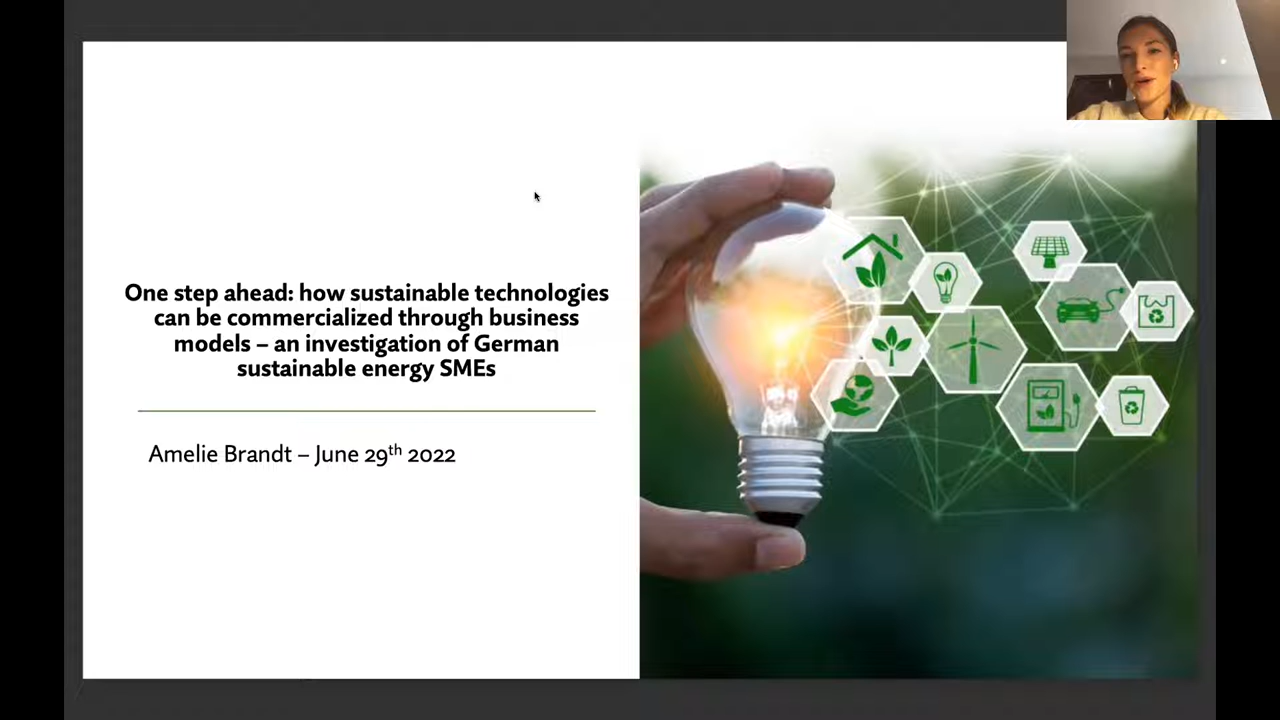 One step ahead: how sustainable technologies
can be commercialized through business
models – an investigation of German
sustainable energy SMEs
Amelie Brandt – June 29th 2022